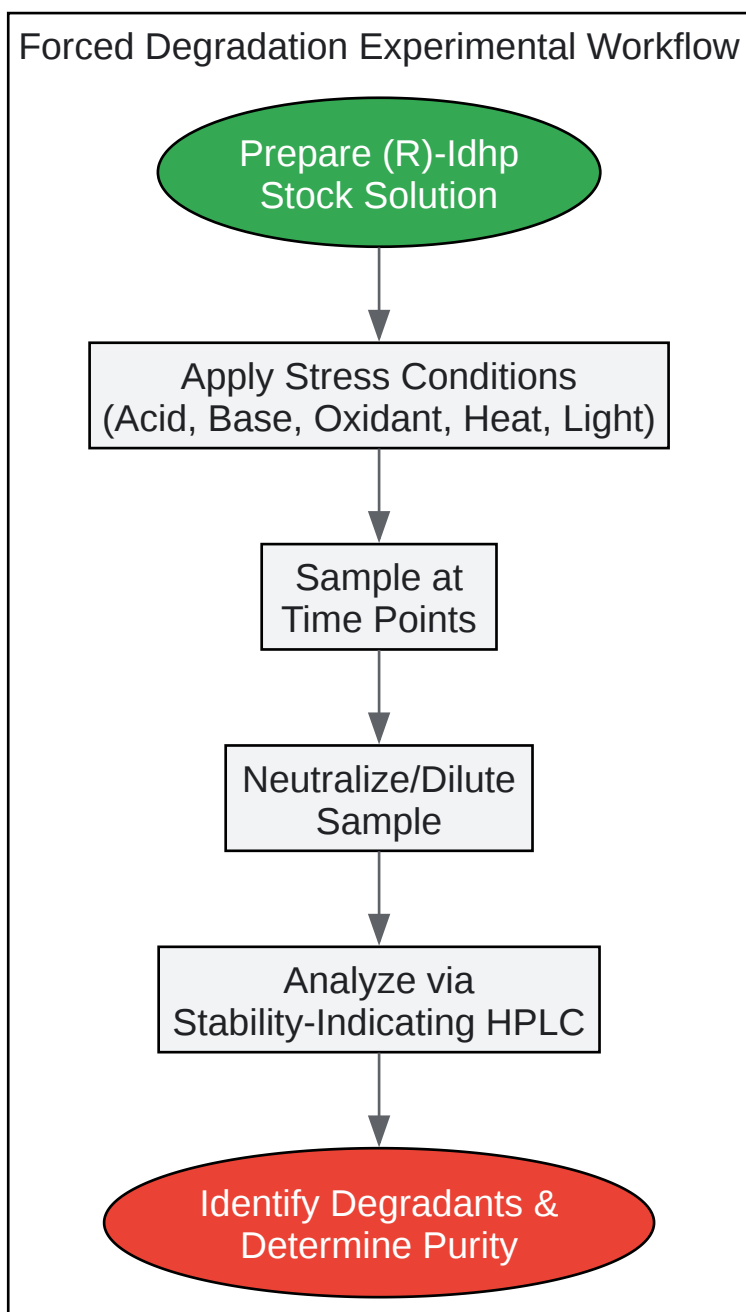 Forced Degradation Experimental Workflow
Prepare (R)-Idhp
Stock Solution
Apply Stress Conditions
(Acid, Base, Oxidant, Heat, Light)
Sample at
Time Points
Neutralize/Dilute
Sample
Analyze via
Stability-Indicating HPLC
Identify Degradants &
Determine Purity